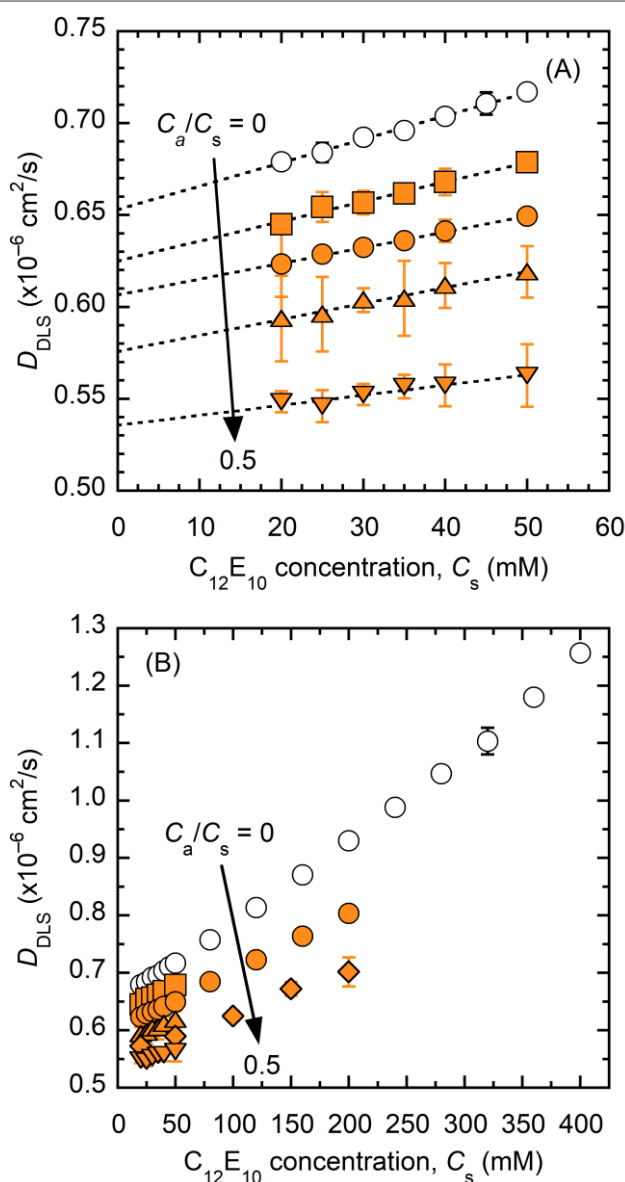 (A)
Cₐ/Cₛ = 0
0.5
0.75
0.70
0.65
0.60
0.55
0.50
D_DLS (x10⁻⁶ cm²/s)
0 10 20 30 40 50 60
C₁₂E₁₀ concentration, Cₛ (mM)
(B)
Cₐ/Cₛ = 0
0.5
1.3
1.2
1.1
1.0
0.9
0.8
0.7
0.6
0.5
D_DLS (x10⁻⁶ cm²/s)
0 50 100 150 200 250 300 350 400
C₁₂E₁₀ concentration, Cₛ (mM)